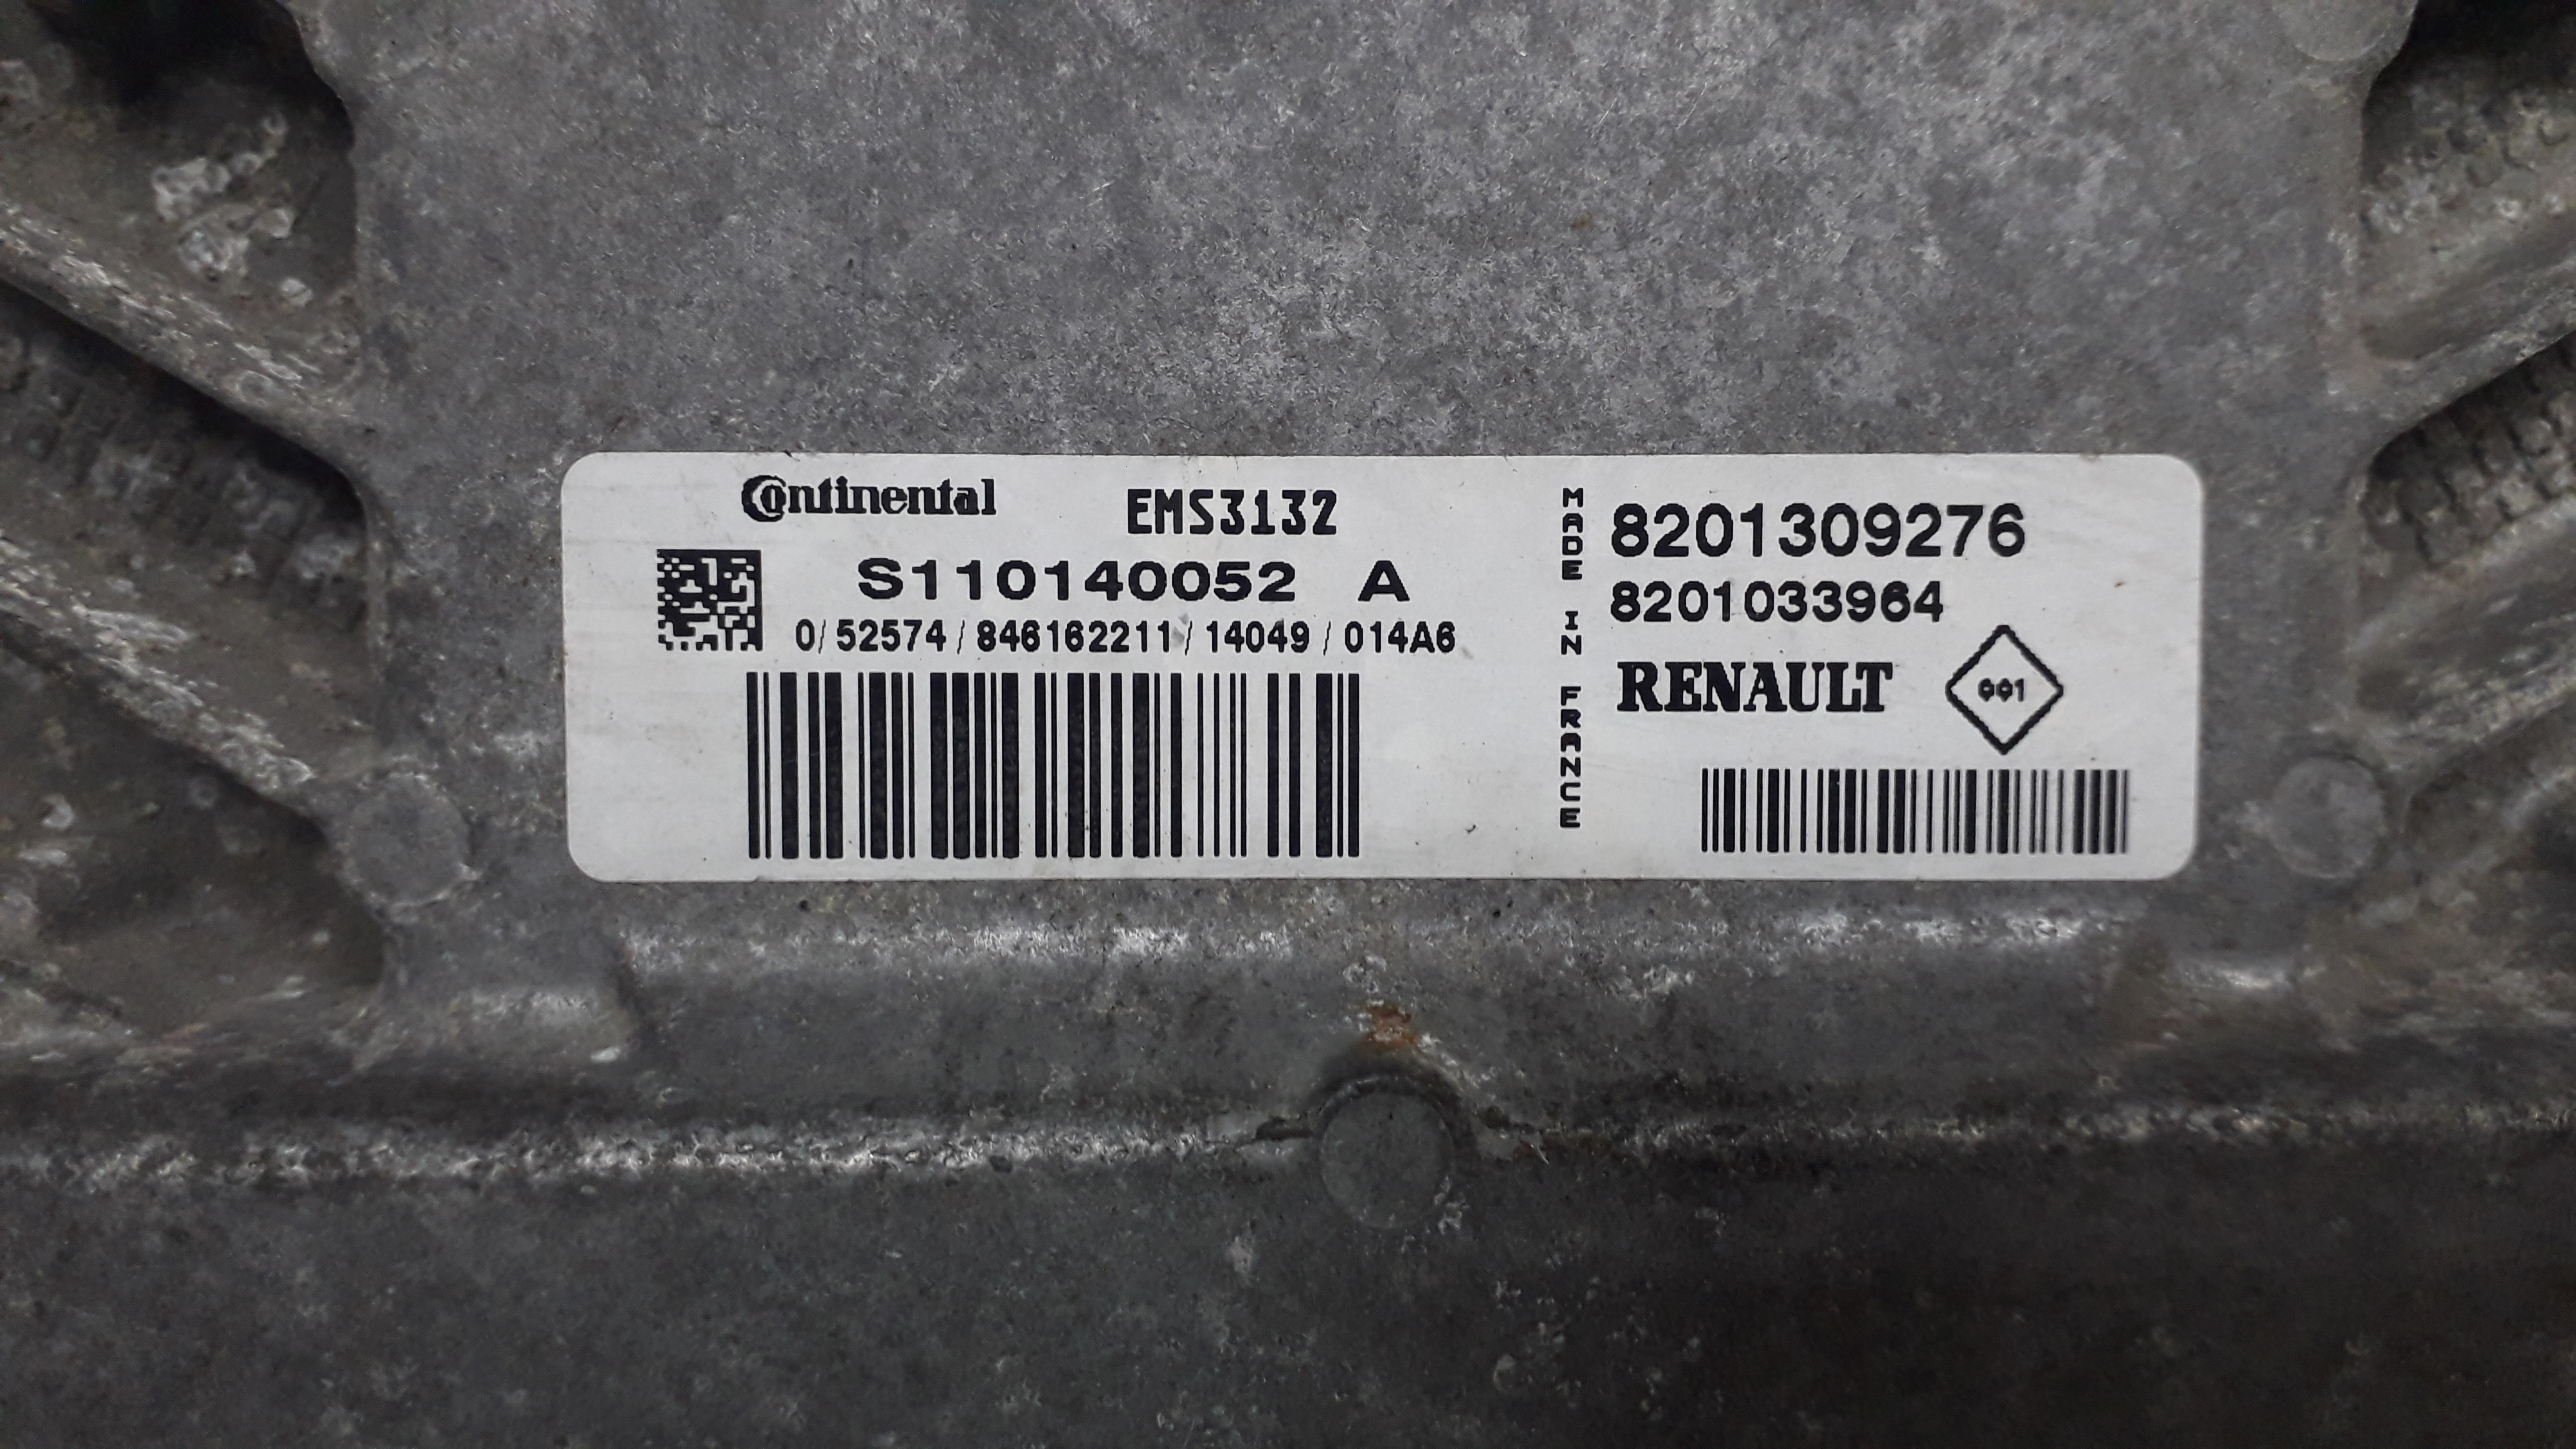 Continental EMS3132
S110140052 A
0/52574/846162211/14049/014A6
MADE IN FRANCE
8201309276
8201033964
RENAULT 001